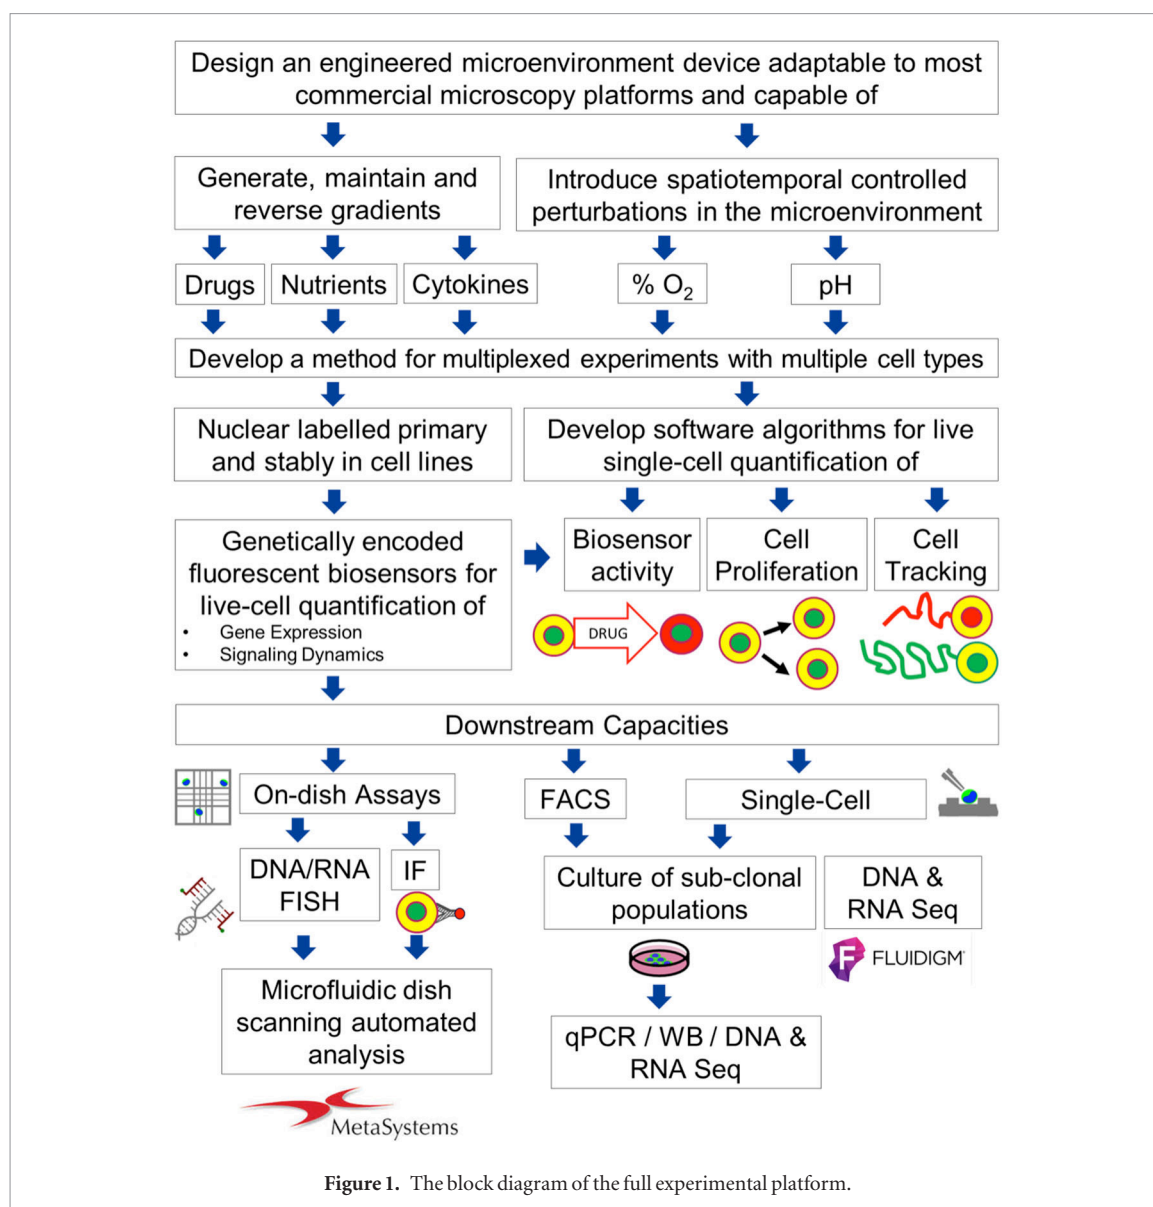 Design an engineered microenvironment device adaptable to most
commercial microscopy platforms and capable of
Generate, maintain and
reverse gradients
Introduce spatiotemporal controlled
perturbations in the microenvironment
Drugs
Nutrients
Cytokines
% O₂
pH
Develop a method for multiplexed experiments with multiple cell types
Nuclear labelled primary
and stably in cell lines
Develop software algorithms for live
single-cell quantification of
Genetically encoded
fluorescent biosensors for
live-cell quantification of
• Gene Expression
• Signaling Dynamics
Biosensor
activity
Cell
Proliferation
Cell
Tracking
DRUG
Downstream Capacities
On-dish Assays
FACS
Single-Cell
DNA/RNA
FISH
IF
Culture of sub-clonal
populations
DNA &
RNA Seq
F FLUIDIGM
Microfluidic dish
scanning automated
analysis
qPCR / WB / DNA &
RNA Seq
MetaSystems
Figure 1. The block diagram of the full experimental platform.